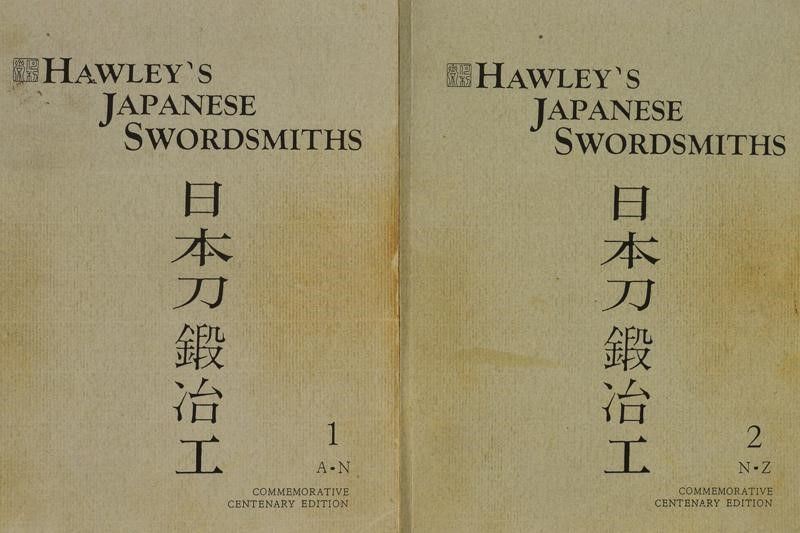 HAWLEY'S
JAPANESE
SWORDSMITHS
日本刀鍛冶工
1
A-N
COMMEMORATIVE
CENTENARY EDITION
HAWLEY'S
JAPANESE
SWORDSMITHS
日本刀鍛冶工
2
N-Z
COMMEMORATIVE
CENTENARY EDITION